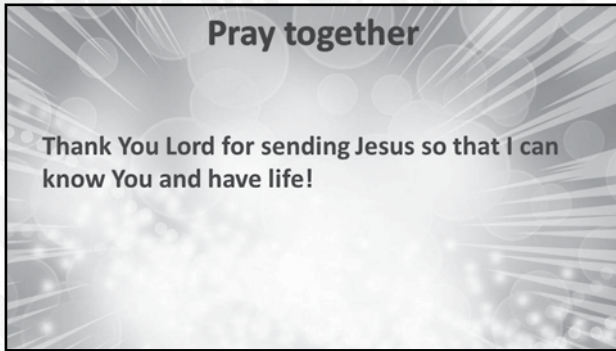 Pray together
Thank You Lord for sending Jesus so that I can
know You and have life!